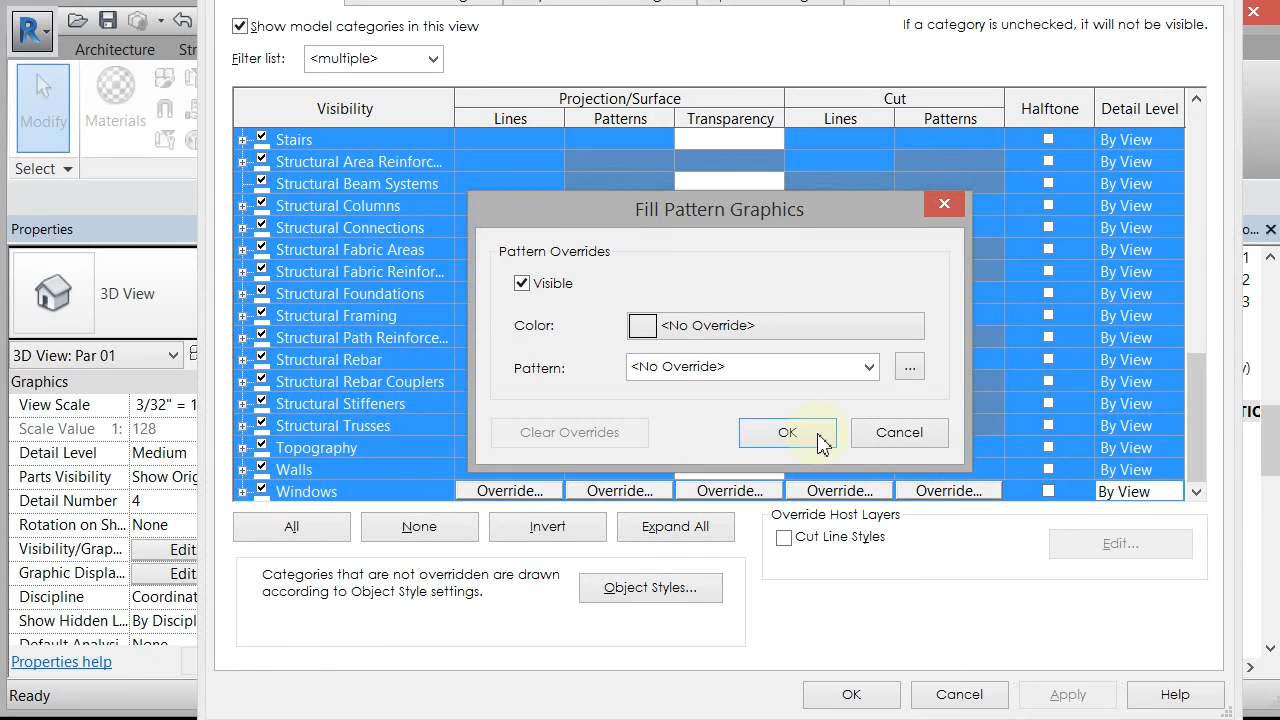 Show model categories in this view
If a category is unchecked, it will not be visible.
Architecture
Filter list:
<multiple>
Visibility
Projection/Surface
Cut
Halftone
Detail Level
Lines
Patterns
Transparency
Lines
Patterns
Modify
Materials
Select
Properties
3D View
3D View: Par 01
Graphics
View Scale
3/32" = 1
Scale Value 1:
128
Detail Level
Medium
Parts Visibility
Show Orig
Detail Number
4
Rotation on Sh...
None
Visibility/Grap...
Edit
Graphic Displa...
Edit
Discipline
Coordinat
Show Hidden L...
By Discipl
Default Analysi
None
Properties help
Ready
Stairs
By View
Structural Area Reinforc...
By View
Structural Beam Systems
By View
Structural Columns
By View
Structural Connections
By View
Structural Fabric Areas
By View
Structural Fabric Reinfor...
By View
Structural Foundations
By View
Structural Framing
By View
Structural Path Reinforce...
By View
Structural Rebar
By View
Structural Rebar Couplers
By View
Structural Stiffeners
By View
Structural Trusses
By View
Topography
By View
Walls
By View
Windows
Override...
Override...
Override...
Override...
Override...
By View
Fill Pattern Graphics
Pattern Overrides
Visible
Color:
<No Override>
Pattern:
<No Override>
...
Clear Overrides
OK
Cancel
All
None
Invert
Expand All
Override Host Layers
Cut Line Styles
Edit...
Categories that are not overridden are drawn
according to Object Style settings.
Object Styles...
OK
Cancel
Apply
Help